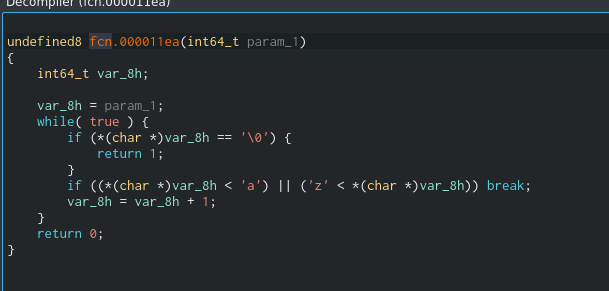 Decompiler (fcn.000011ea)
undefined8 fcn.000011ea(int64_t param_1)
{
    int64_t var_8h;

    var_8h = param_1;
    while( true ) {
        if (*(char *)var_8h == '\0') {
            return 1;
        }
        if ((*(char *)var_8h < 'a') || ('z' < *(char *)var_8h)) break;
        var_8h = var_8h + 1;
    }
    return 0;
}